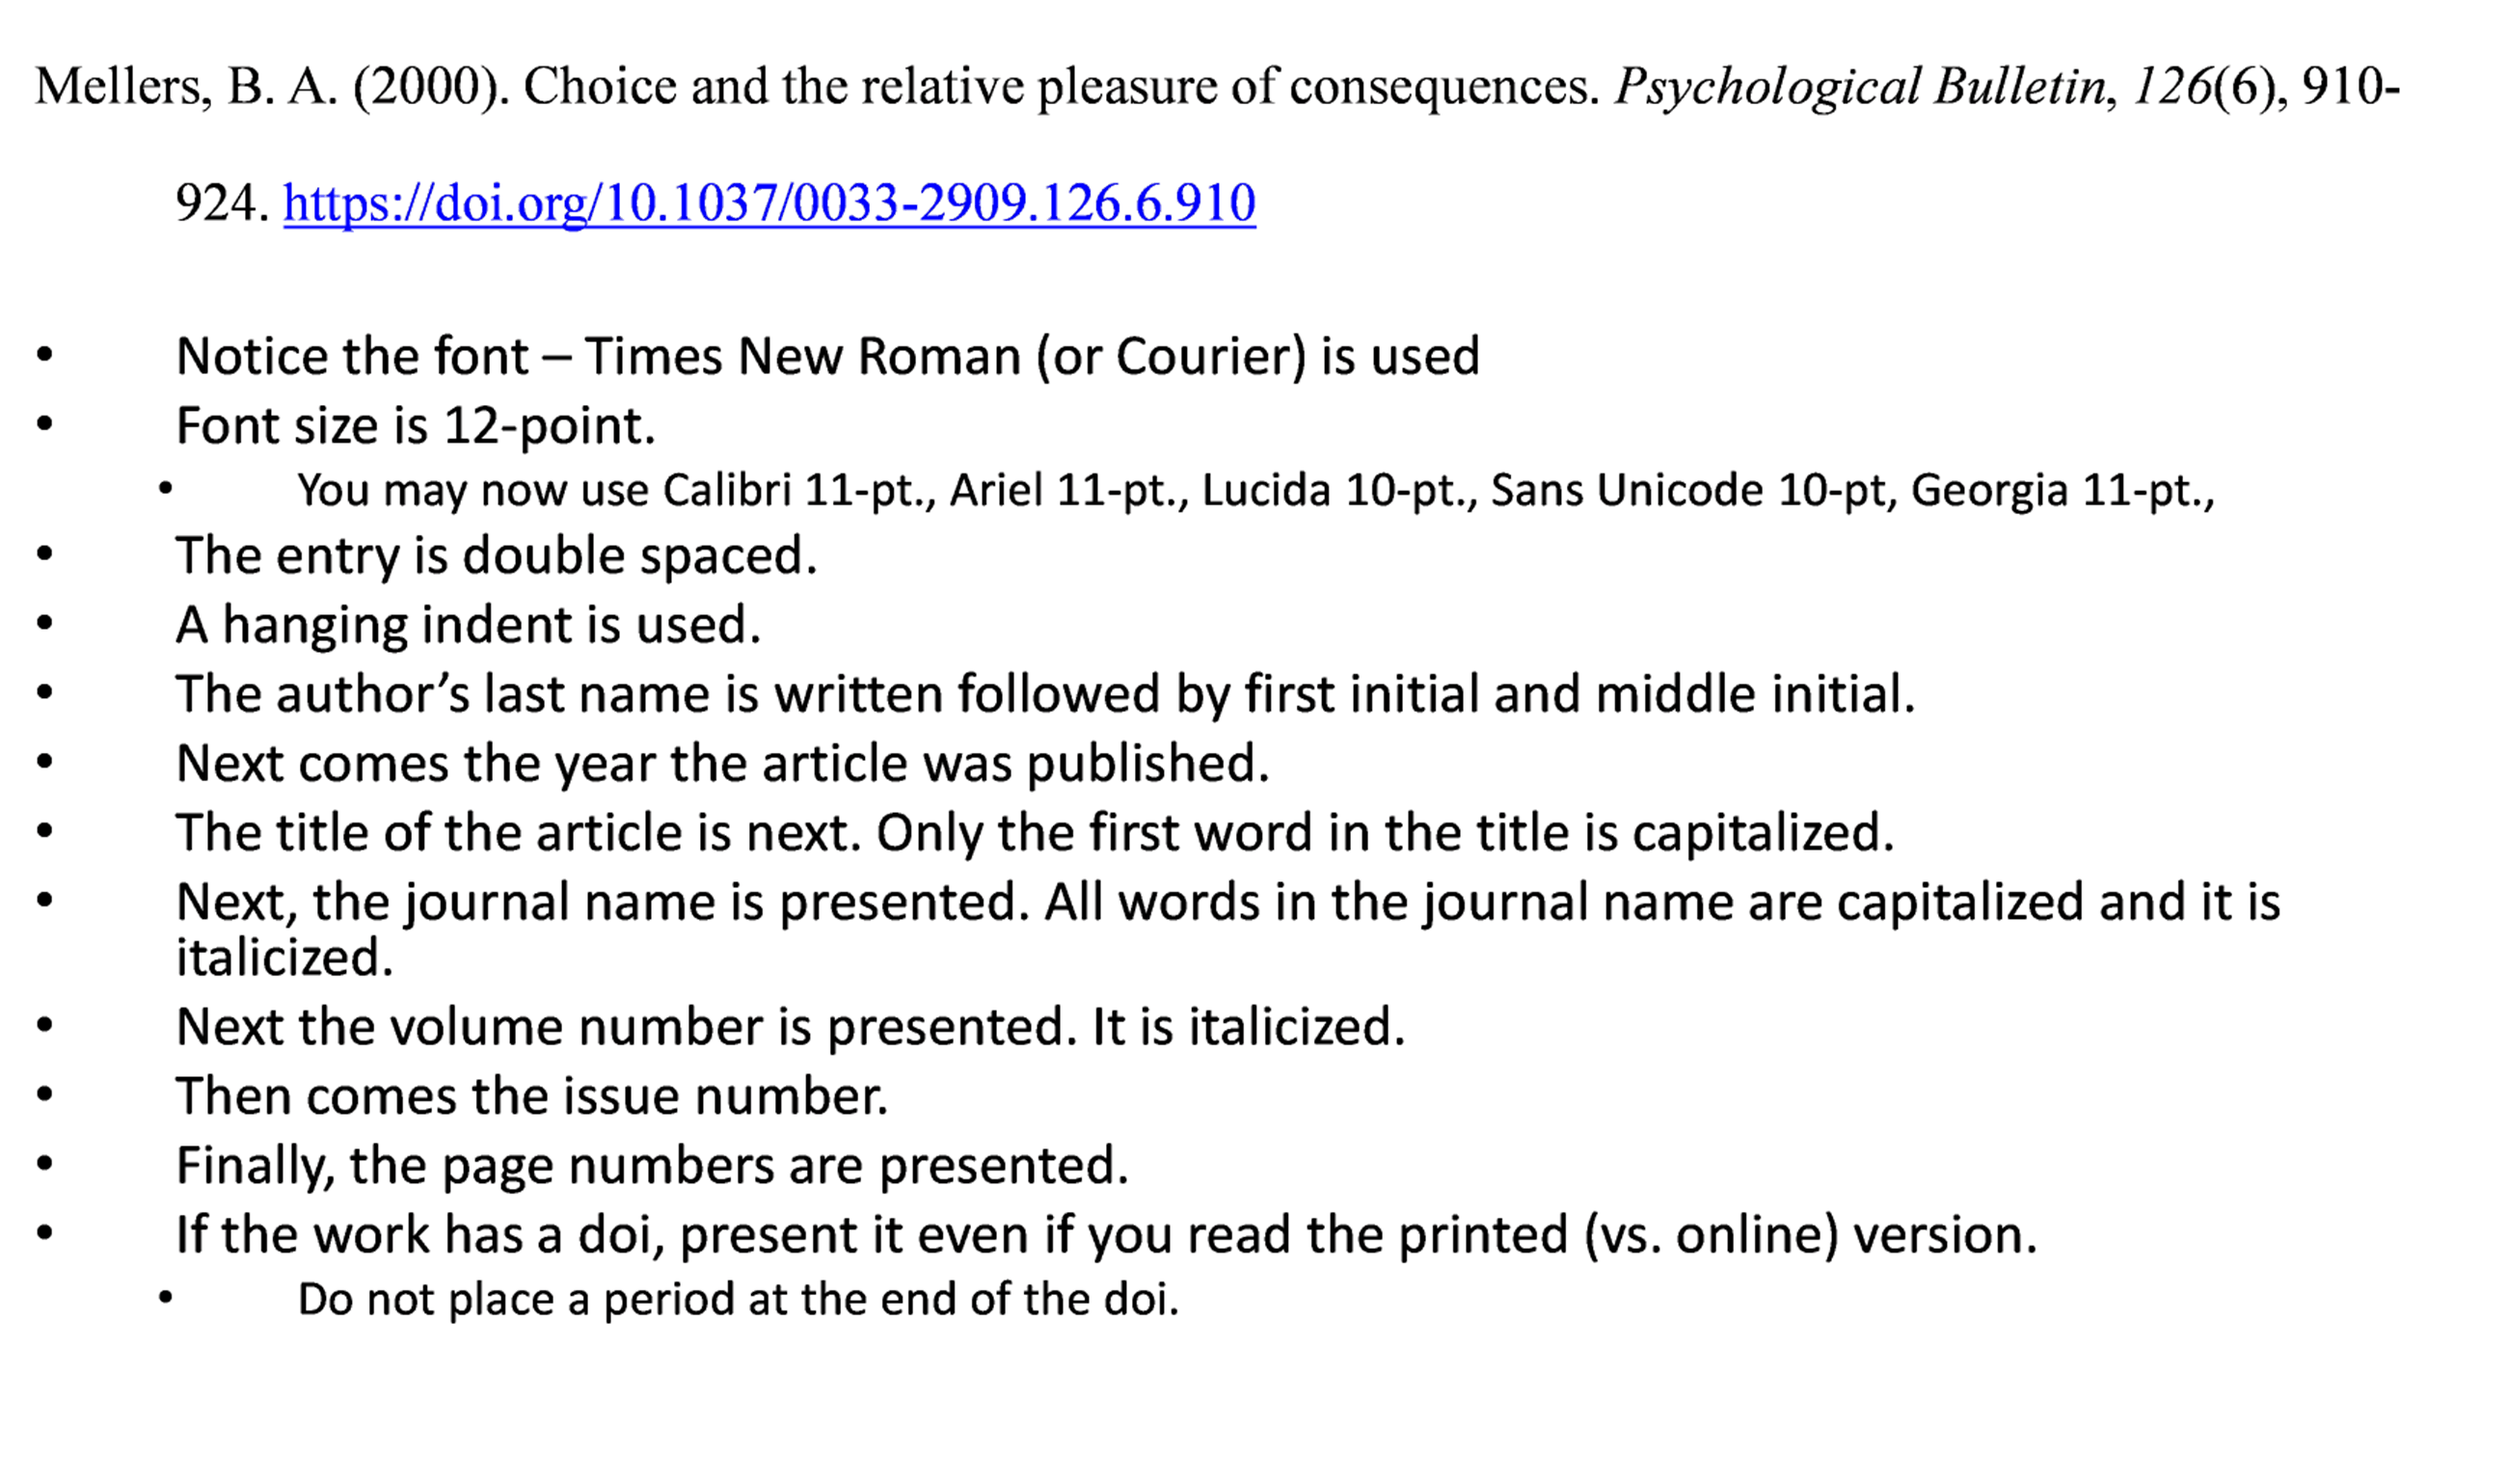 Mellers, B. A. (2000). Choice and the relative pleasure of consequences. Psychological Bulletin, 126(6), 910-
924. https://doi.org/10.1037/0033-2909.126.6.910
• Notice the font – Times New Roman (or Courier) is used
• Font size is 12-point.
• You may now use Calibri 11-pt., Ariel 11-pt., Lucida 10-pt., Sans Unicode 10-pt, Georgia 11-pt.,
• The entry is double spaced.
• A hanging indent is used.
• The author’s last name is written followed by first initial and middle initial.
• Next comes the year the article was published.
• The title of the article is next. Only the first word in the title is capitalized.
• Next, the journal name is presented. All words in the journal name are capitalized and it is
italicized.
• Next the volume number is presented. It is italicized.
• Then comes the issue number.
• Finally, the page numbers are presented.
• If the work has a doi, present it even if you read the printed (vs. online) version.
• Do not place a period at the end of the doi.